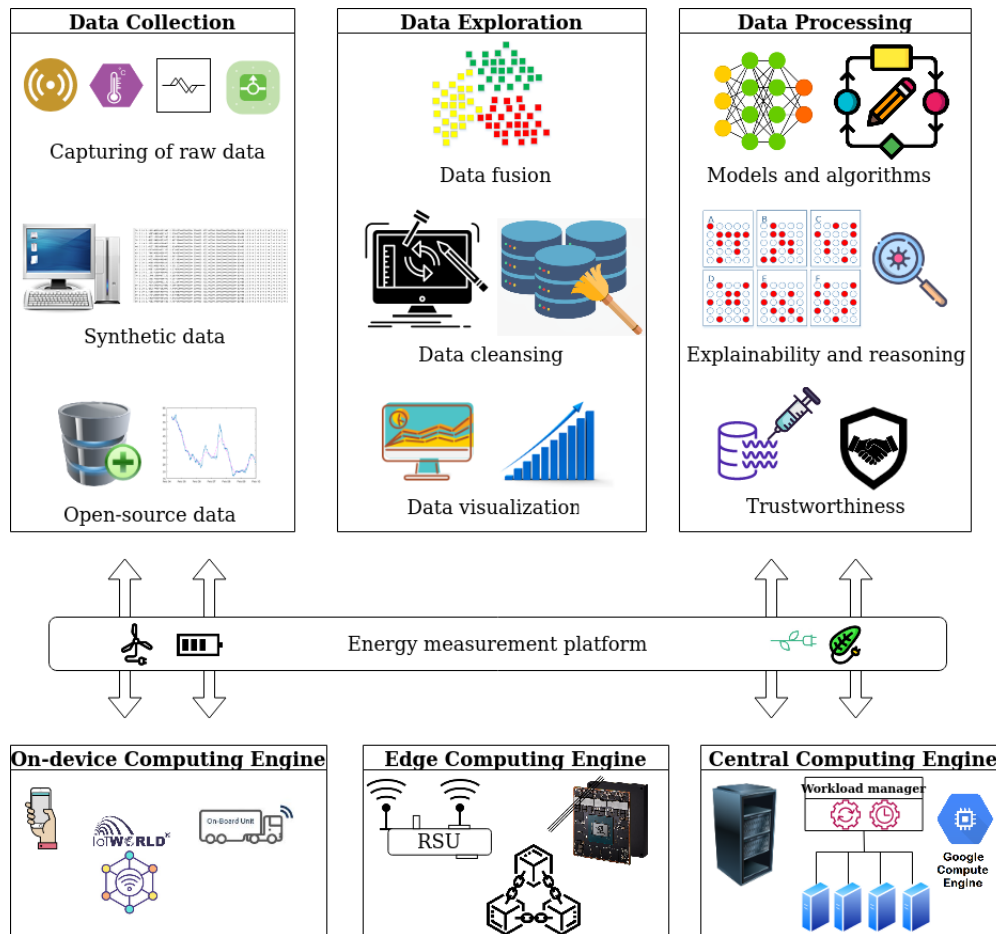 Data Collection
Capturing of raw data
Synthetic data
Open-source data
Data Exploration
Data fusion
Data cleansing
Data visualization
Data Processing
Models and algorithms
A B C
D E F
Explainability and reasoning
Trustworthiness
Energy measurement platform
On-device Computing Engine
IoT WORLD
On-Board Unit
Edge Computing Engine
RSU
Central Computing Engine
Workload manager
Google
Compute
Engine